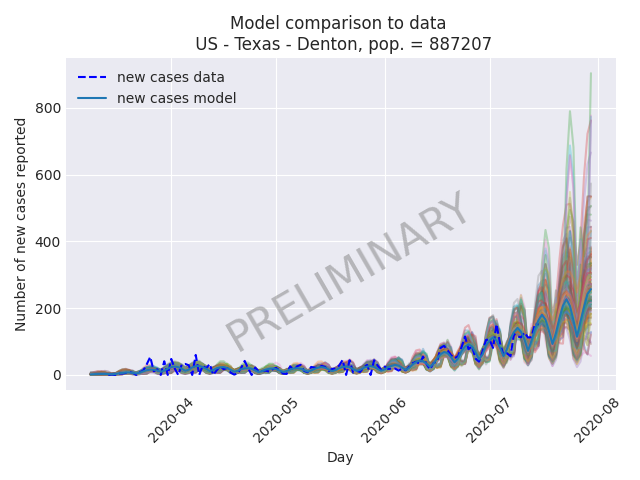 Model comparison to data
US - Texas - Denton, pop. = 887207
new cases data
new cases model
Number of new cases reported
800
600
400
200
0
PRELIMINARY
2020-04
2020-05
2020-06
2020-07
2020-08
Day